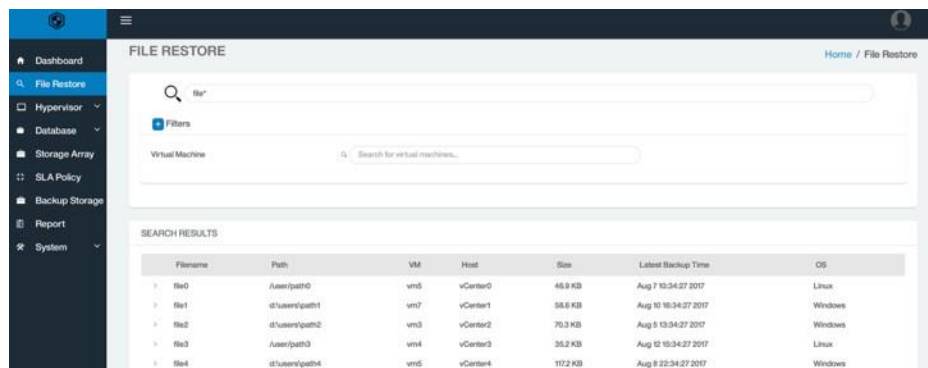 FILE RESTORE
Home / File Restore
Dashboard
File Restore
Hypervisor
Database
Storage Array
SLA Policy
Backup Storage
Report
System
file*
Filters
Virtual Machine
Search for virtual machines...
SEARCH RESULTS
Filename Path VM Host Size Latest Backup Time OS
file0 /user/path0 vm5 vCenter0 46.9 KB Aug 7 10:34:27 2017 Linux
file1 d:\users\path1 vm7 vCenter1 58.6 KB Aug 10 16:34:27 2017 Windows
file2 d:\users\path2 vm3 vCenter2 70.3 KB Aug 5 13:34:27 2017 Windows
file3 /user/path3 vm4 vCenter3 35.2 KB Aug 12 10:34:27 2017 Linux
file4 d:\users\path4 vm5 vCenter4 117.2 KB Aug 8 22:34:27 2017 Windows